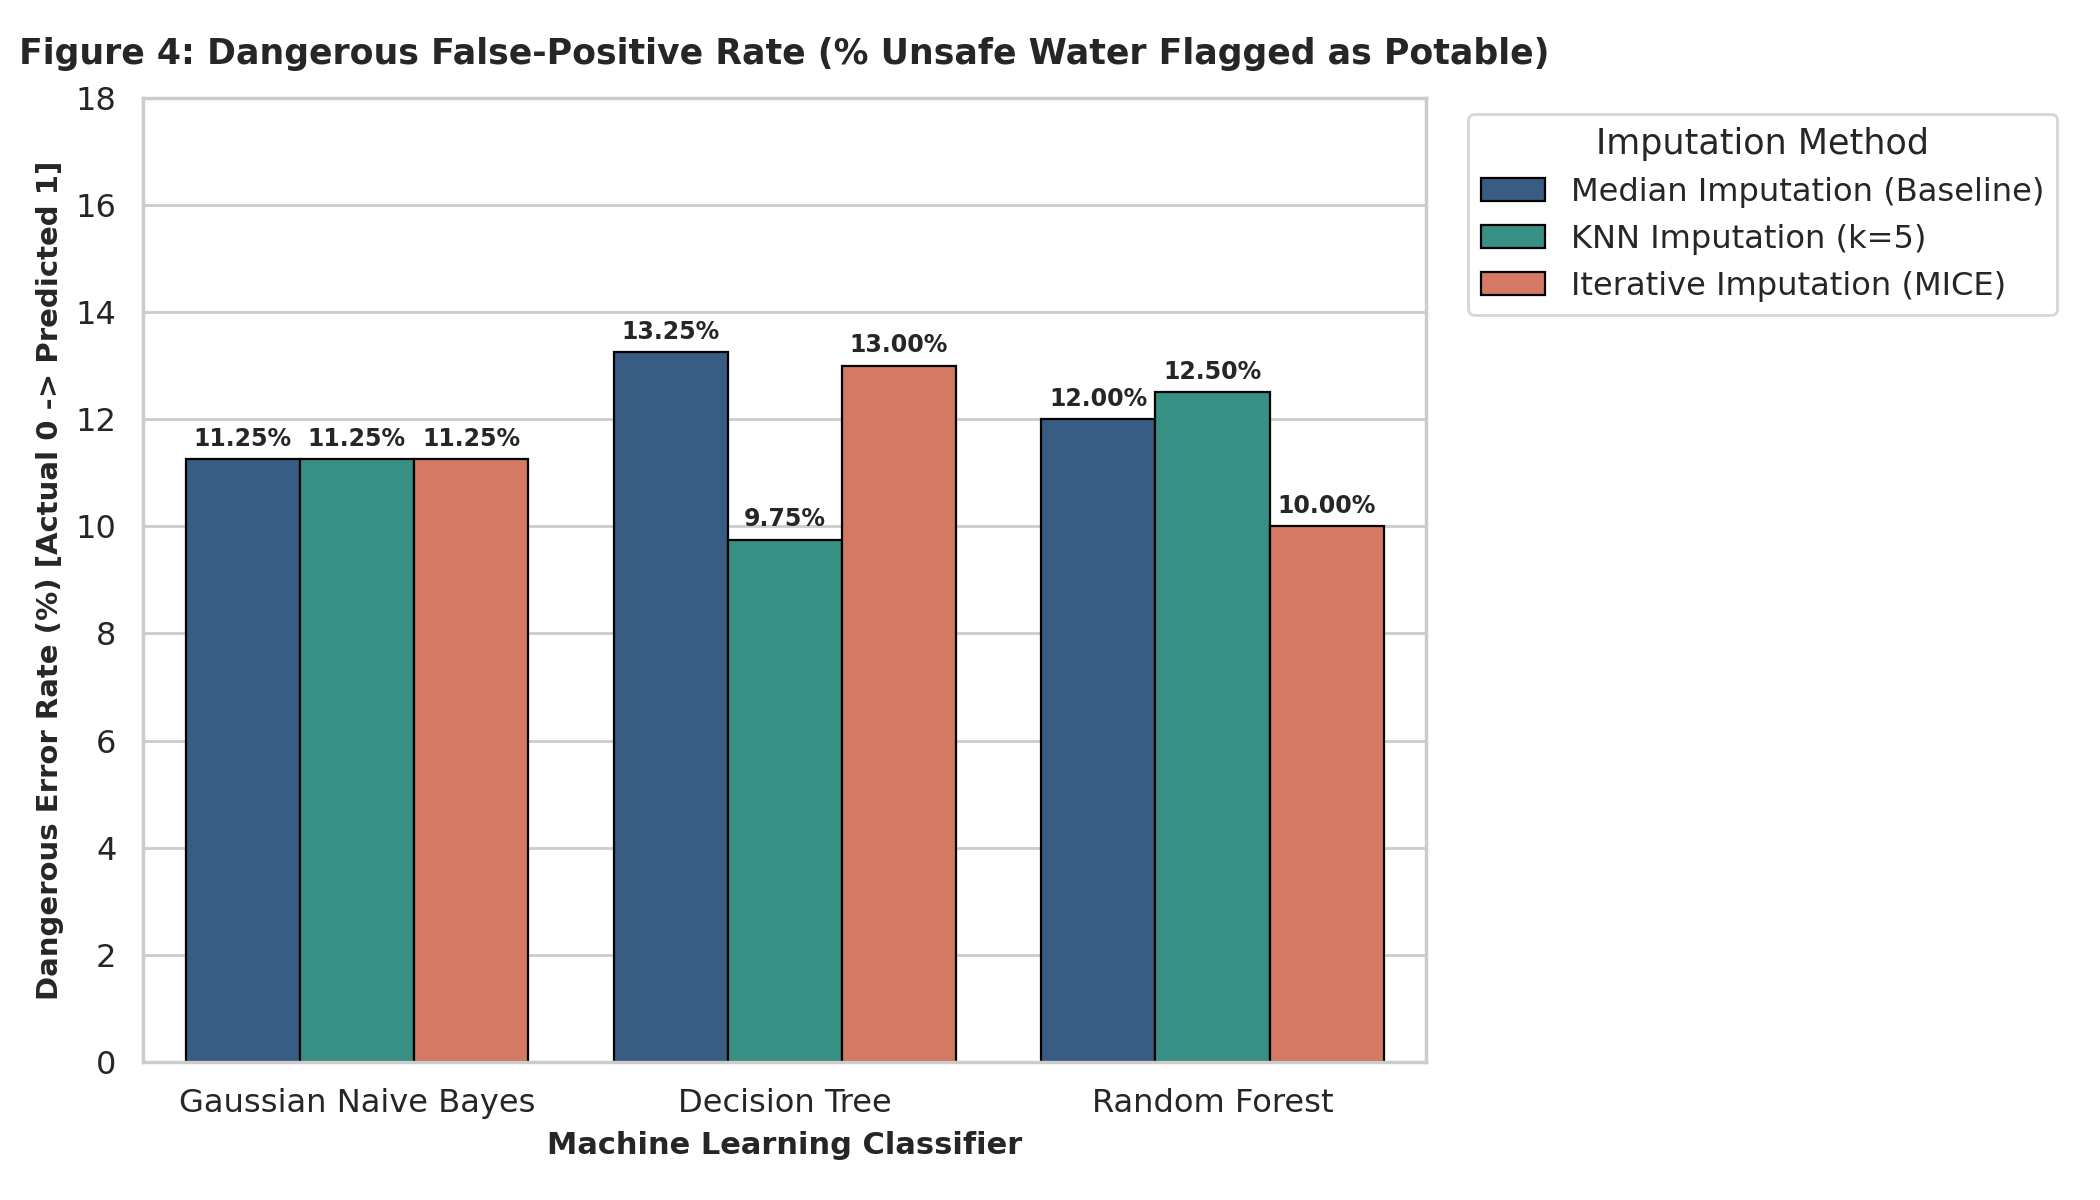 Figure 4: Dangerous False-Positive Rate (% Unsafe Water Flagged as Potable)
Dangerous Error Rate (%) [Actual 0 -> Predicted 1]
18
16
14
12
10
8
6
4
2
0
11.25% 11.25% 11.25%
13.25%
9.75%
13.00%
12.00%
12.50%
10.00%
Gaussian Naive Bayes
Decision Tree
Random Forest
Machine Learning Classifier
Imputation Method
Median Imputation (Baseline)
KNN Imputation (k=5)
Iterative Imputation (MICE)